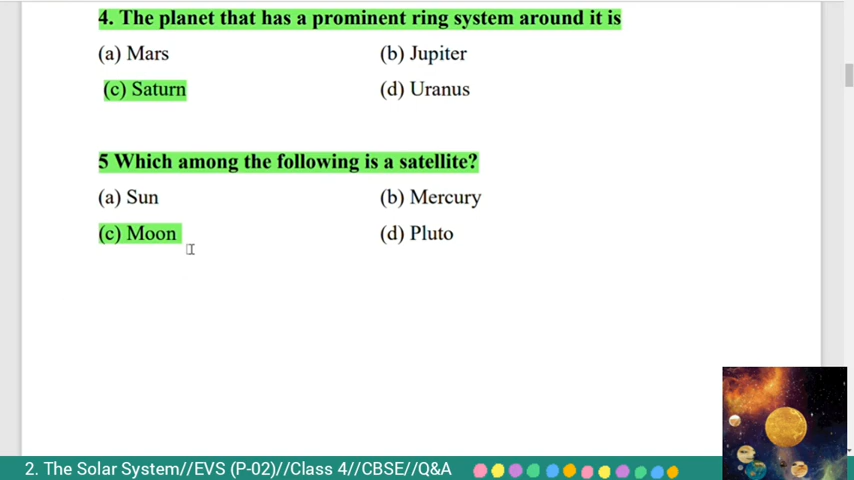 4. The planet that has a prominent ring system around it is
(a) Mars (b) Jupiter
(c) Saturn (d) Uranus
5 Which among the following is a satellite?
(a) Sun (b) Mercury
(c) Moon (d) Pluto
2. The Solar System//EVS (P-02)//Class 4//CBSE//Q&A